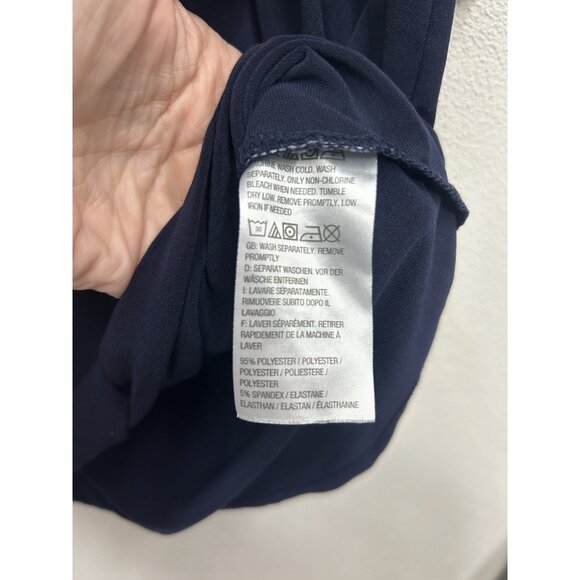 WASH COLD. WASH
SEPARATELY. ONLY NON-CHLORINE
BLEACH WHEN NEEDED. TUMBLE
DRY LOW, REMOVE PROMPTLY. LOW
IRON IF NEEDED
30
GB: WASH SEPARATELY. REMOVE
PROMPTLY
D: SEPARAT WASCHEN. VOR DER
WÄSCHE ENTFERNEN
I: LAVARE SEPARATAMENTE.
RIMUOVERE SUBITO DOPO IL
LAVAGGIO
F: LAVER SÉPARÉMENT. RETIRER
RAPIDEMENT DE LA MACHINE À
LAVER
95% POLYESTER / POLYESTER /
POLYESTER / POLIESTERE /
POLYESTER
5% SPANDEX / ELASTANE /
ELASTHAN / ELASTAN / ÉLASTHANNE